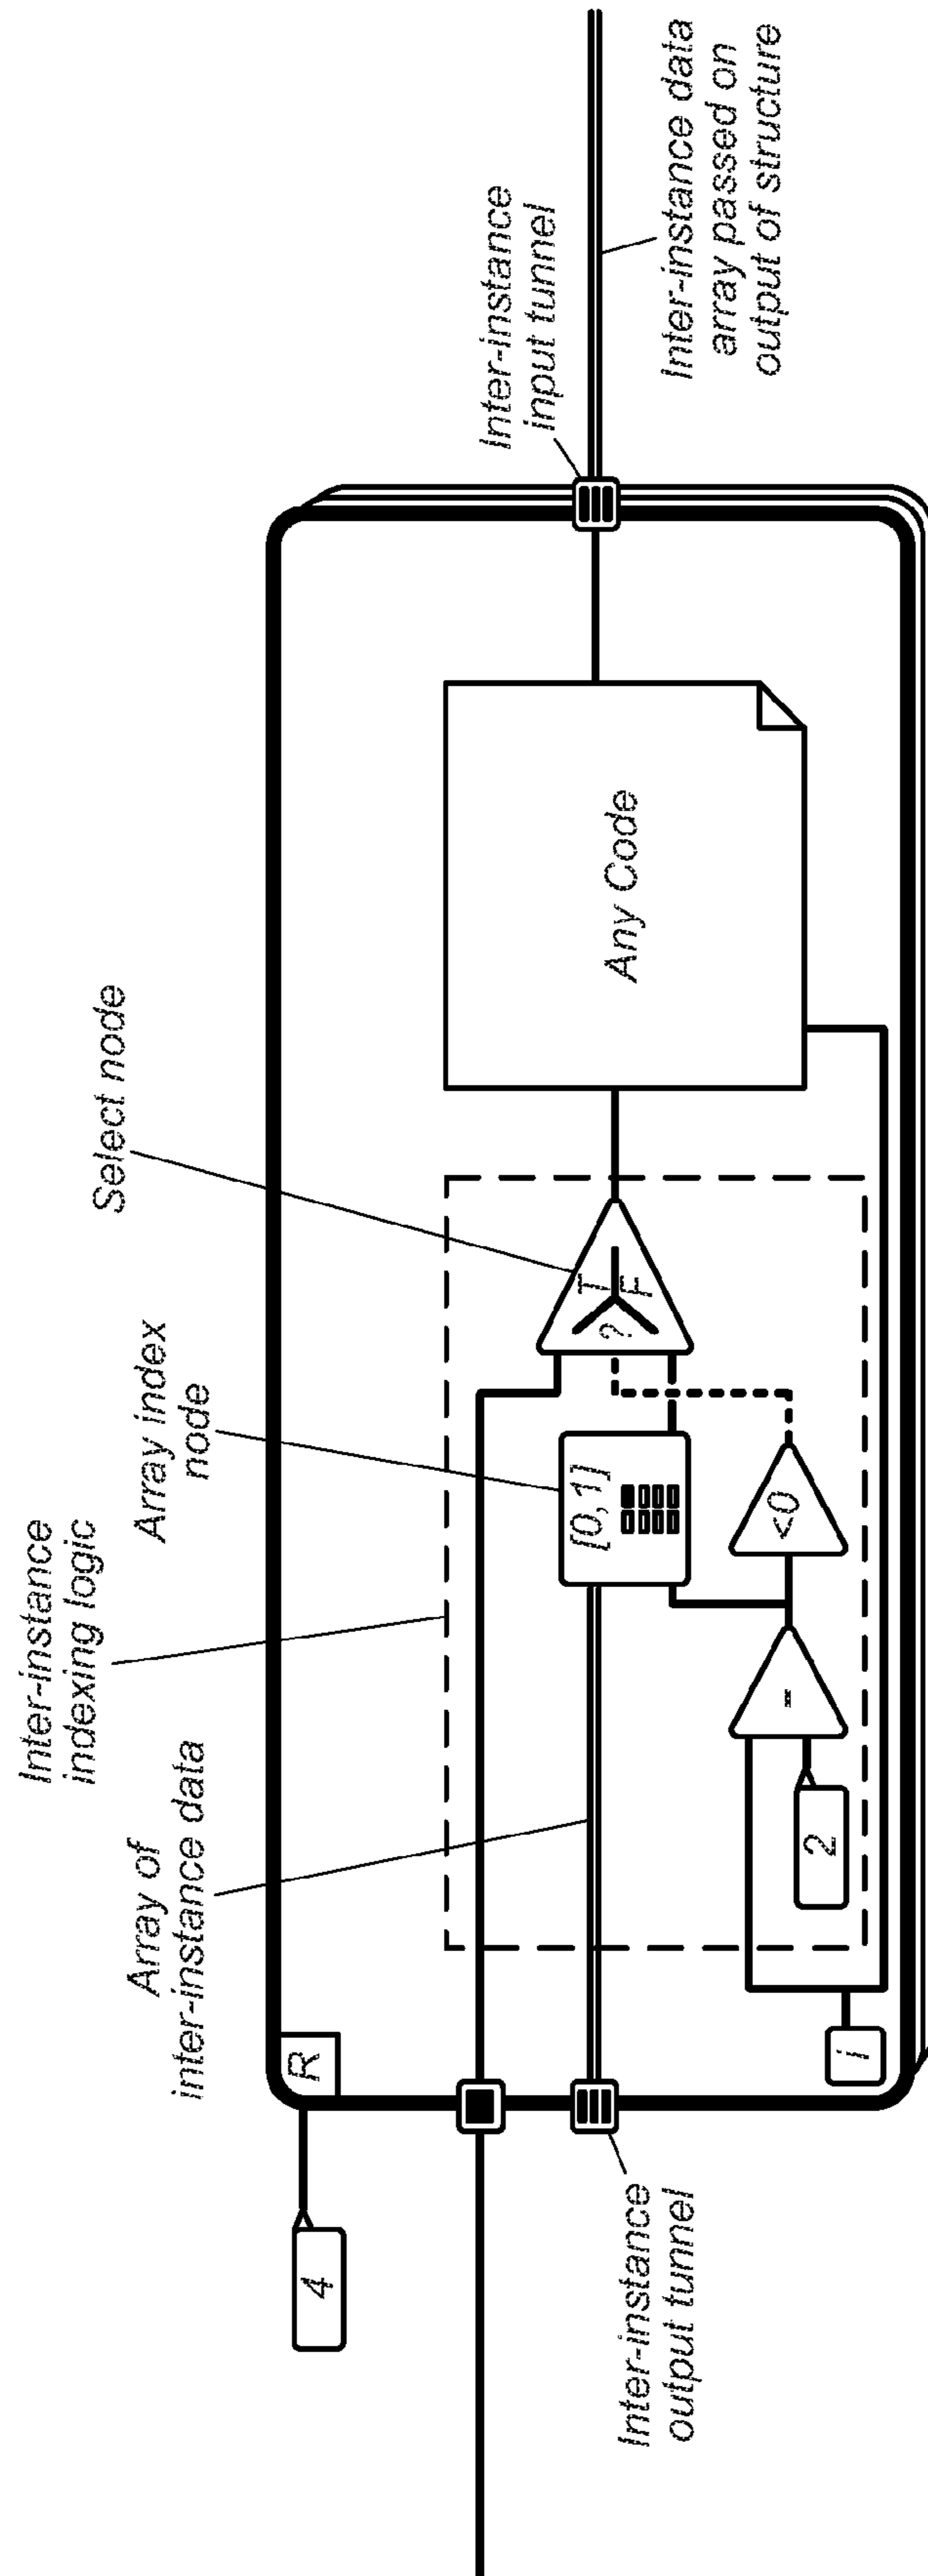 Inter-instance
indexing logic
Array of
inter-instance data
Array index
node
Select node
4
R
[0,1]
?
T
F
Any Code
2
-
<0
i
Inter-instance
output tunnel
Inter-instance
input tunnel
Inter-instance data
array passed on
output of structure